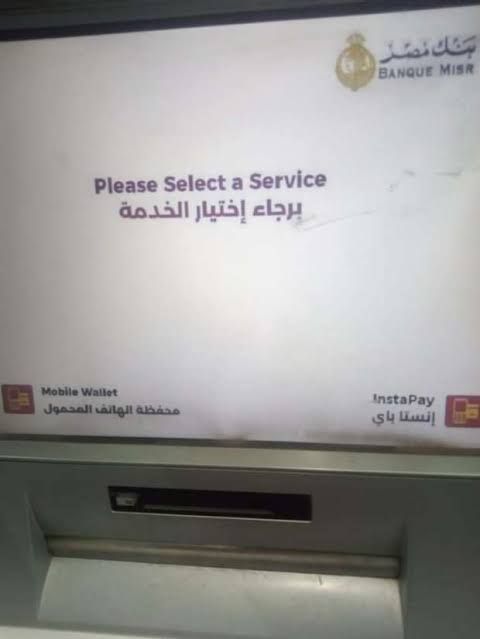 بنك مصر
BANQUE MISR
Please Select a Service
برجاء إختيار الخدمة
Mobile Wallet
محفظة الهاتف المحمول
InstaPay
إنستا باي